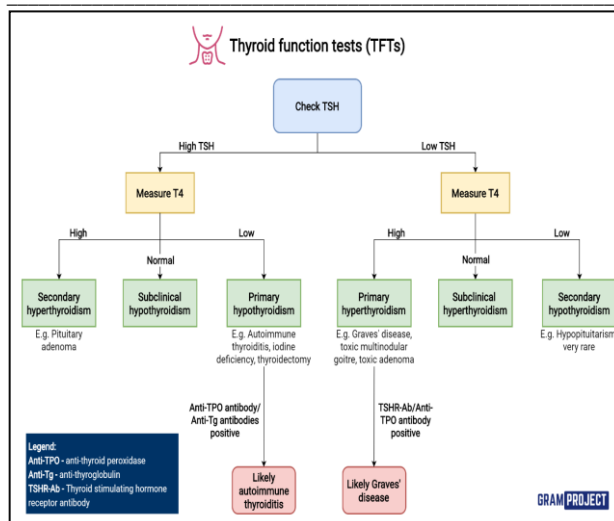 Thyroid function tests (TFTs)
Check TSH
High TSH
Low TSH
Measure T4
Measure T4
High
Low
High
Low
Normal
Normal
Secondary
hyperthyroidism
Subclinical
hypothyroidism
Primary
hypothyroidism
Primary
hyperthyroidism
Subclinical
hyperthyroidism
Secondary
hypothyroidism
E.g. Pituitary
adenoma
E.g. Autoimmune
thyroiditis, iodine
deficiency, thyroidectomy
E.g. Graves' disease,
toxic multinodular
goitre, toxic adenoma
E.g. Hypopituitarism
very rare
Anti-TPO antibody/
Anti-Tg antibodies
positive
TSHR-Ab/Anti-
TPO antibody
positive
Legend:
Anti-TPO - anti-thyroid peroxidase
Anti-Tg - anti-thyroglobulin
TSHR-Ab - Thyroid stimulating hormone
receptor antibody
Likely
autoimmune
thyroiditis
Likely Graves'
disease
GRAMPROJECT